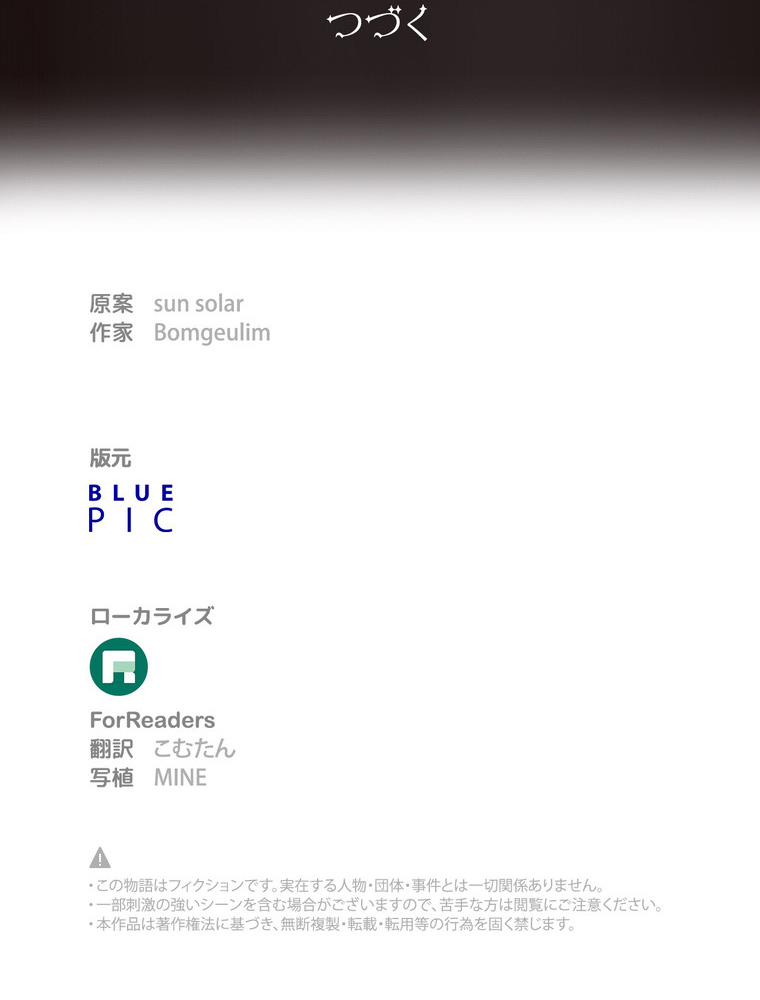 つづく
原案 sun solar
作家 Bomgeulim
版元
BLUE
PIC
ローカライズ
ForReaders
翻訳 こむたん
写植 MINE
・この物語はフィクションです。実在する人物・団体・事件とは一切関係ありません。
・一部刺激の強いシーンを含む場合がございますので、苦手な方は閲覧にご注意ください。
・本作品は著作権法に基づき、無断複製・転載・転用等の行為を固く禁じます。